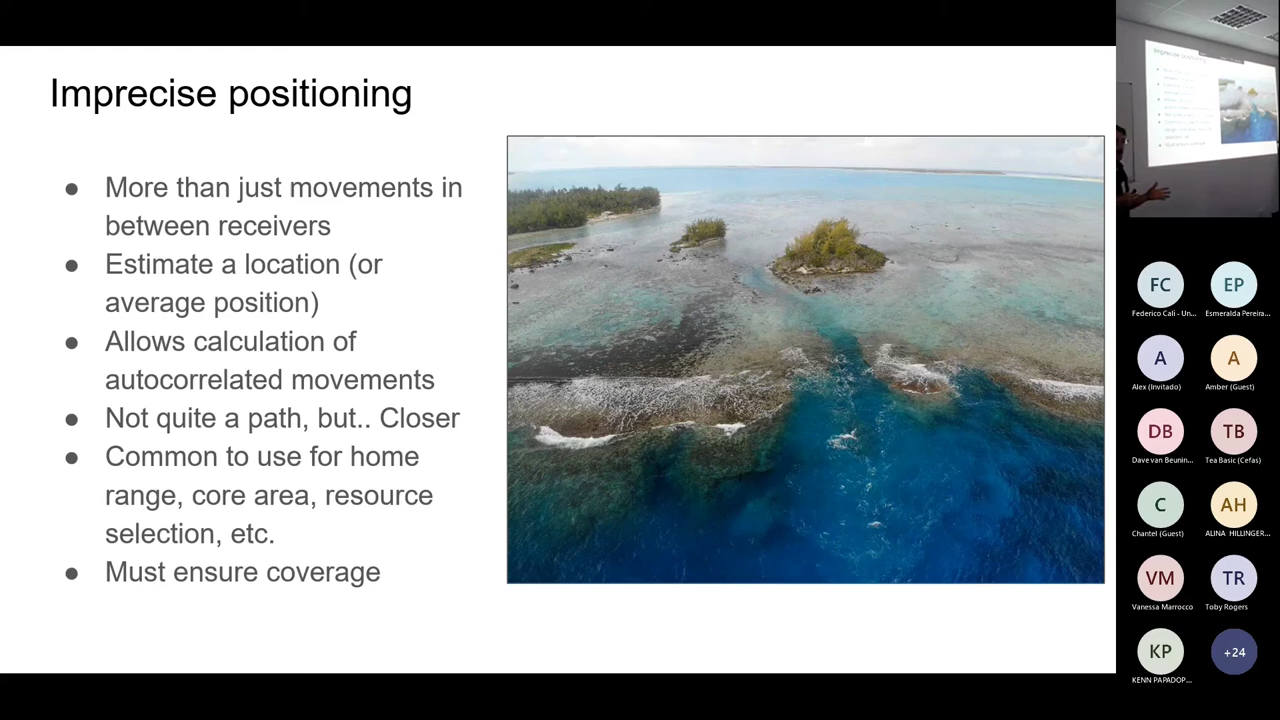 Imprecise positioning
● More than just movements in
between receivers
● Estimate a location (or
average position)
● Allows calculation of
autocorrelated movements
● Not quite a path, but.. Closer
● Common to use for home
range, core area, resource
selection, etc.
● Must ensure coverage
Imprecise positioning
FC
EP
Federico Cali - Un...
Esmeralda Pereira...
A
A
Alex (Invitado)
Amber (Guest)
DB
TB
Dave van Beunin...
Tea Basic (Cefas)
C
AH
Chantel (Guest)
ALINA HILLINGER...
VM
TR
Vanessa Marrocco
Toby Rogers
KP
+24
KENN PAPADOP...